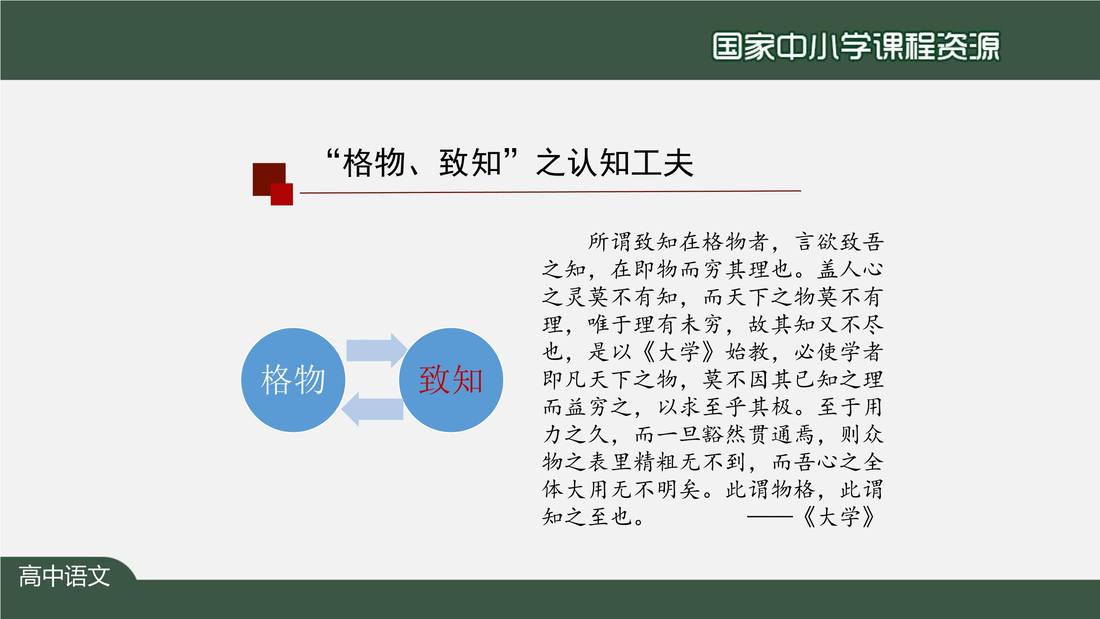 国家中小学课程资源
“格物、致知”之认知工夫
格物
致知
所谓致知在格物者，言欲致吾
之知，在即物而穷其理也。盖人心
之灵莫不有知，而天下之物莫不有
理，唯于理有未穷，故其知又不尽
也，是以《大学》始教，必使学者
即凡天下之物，莫不因其已知之理
而益穷之，以求至乎其极。至于用
力之久，而一旦豁然贯通焉，则众
物之表里精粗无不到，而吾心之全
体大用无不明矣。此谓物格，此谓
知之至也。 ——《大学》
高中语文